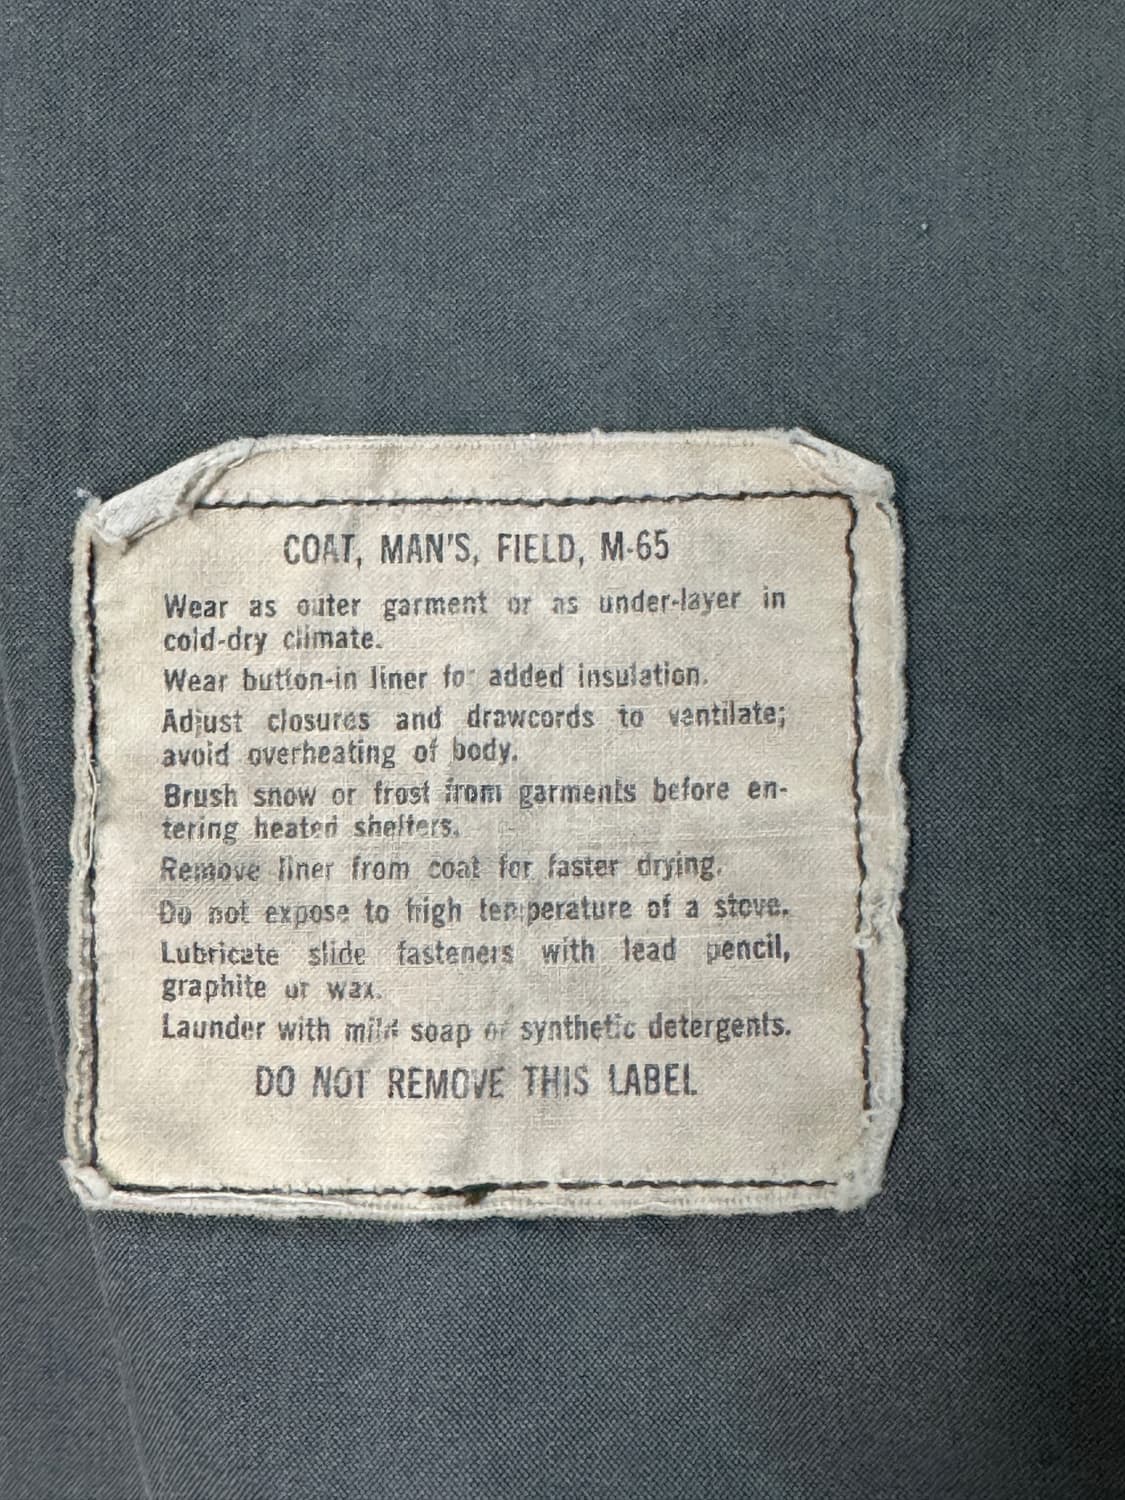 COAT, MAN'S, FIELD, M-65
Wear as outer garment or as under-layer in
cold-dry climate.
Wear button-in liner for added insulation.
Adjust closures and drawcords to ventilate;
avoid overheating of body.
Brush snow or frost from garments before en-
tering heated shelters.
Remove liner from coat for faster drying.
Do not expose to high temperature of a stove.
Lubricate slide fasteners with lead pencil,
graphite or wax.
Launder with mild soap or synthetic detergents.
DO NOT REMOVE THIS LABEL